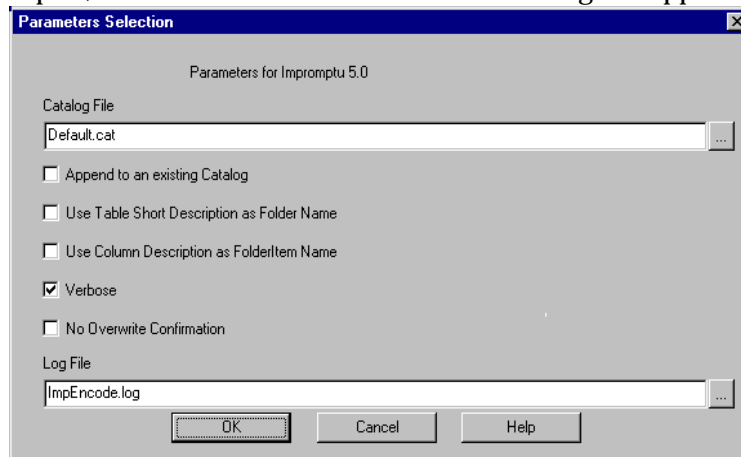 Parameters Selection
Parameters for Impromptu 5.0
Catalog File
Default.cat
...
Append to an existing Catalog
Use Table Short Description as Folder Name
Use Column Description as FolderItem Name
Verbose
No Overwrite Confirmation
Log File
ImpEncode.log
...
OK Cancel Help